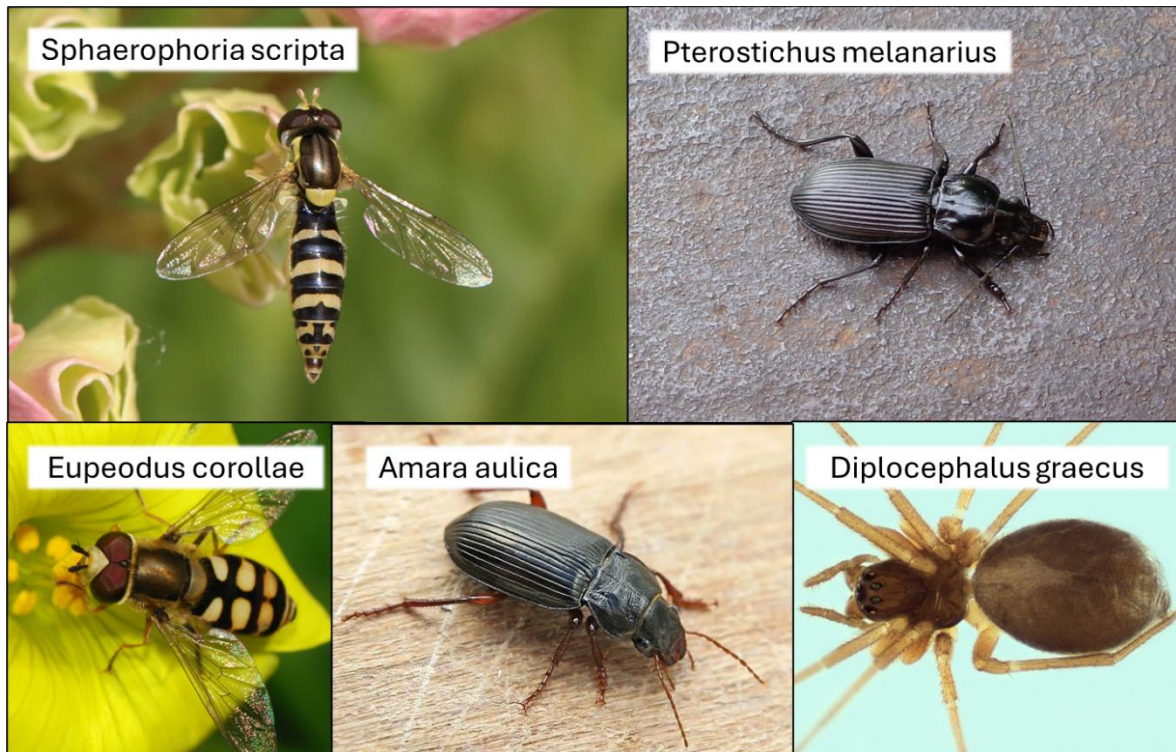 Sphaerophoria scripta
Pterostichus melanarius
Eupeodus corollae
Amara aulica
Diplocephalus graecus